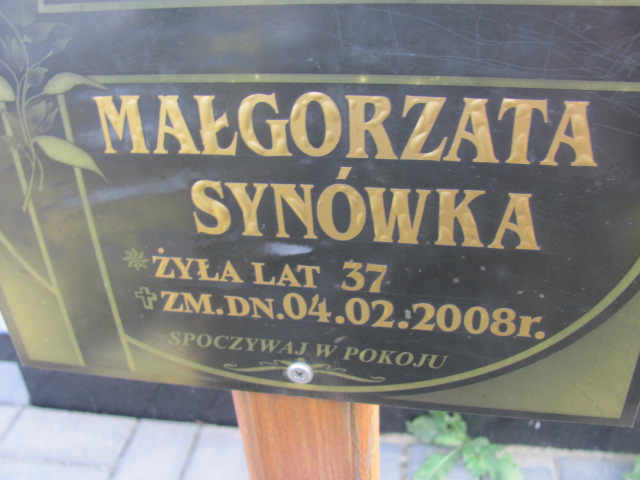 MAŁGORZATA
SYNÓWKA
ŻYŁA LAT 37
ZM.DN.04.02.2008r.
SPOCZYWAJ W POKOJU